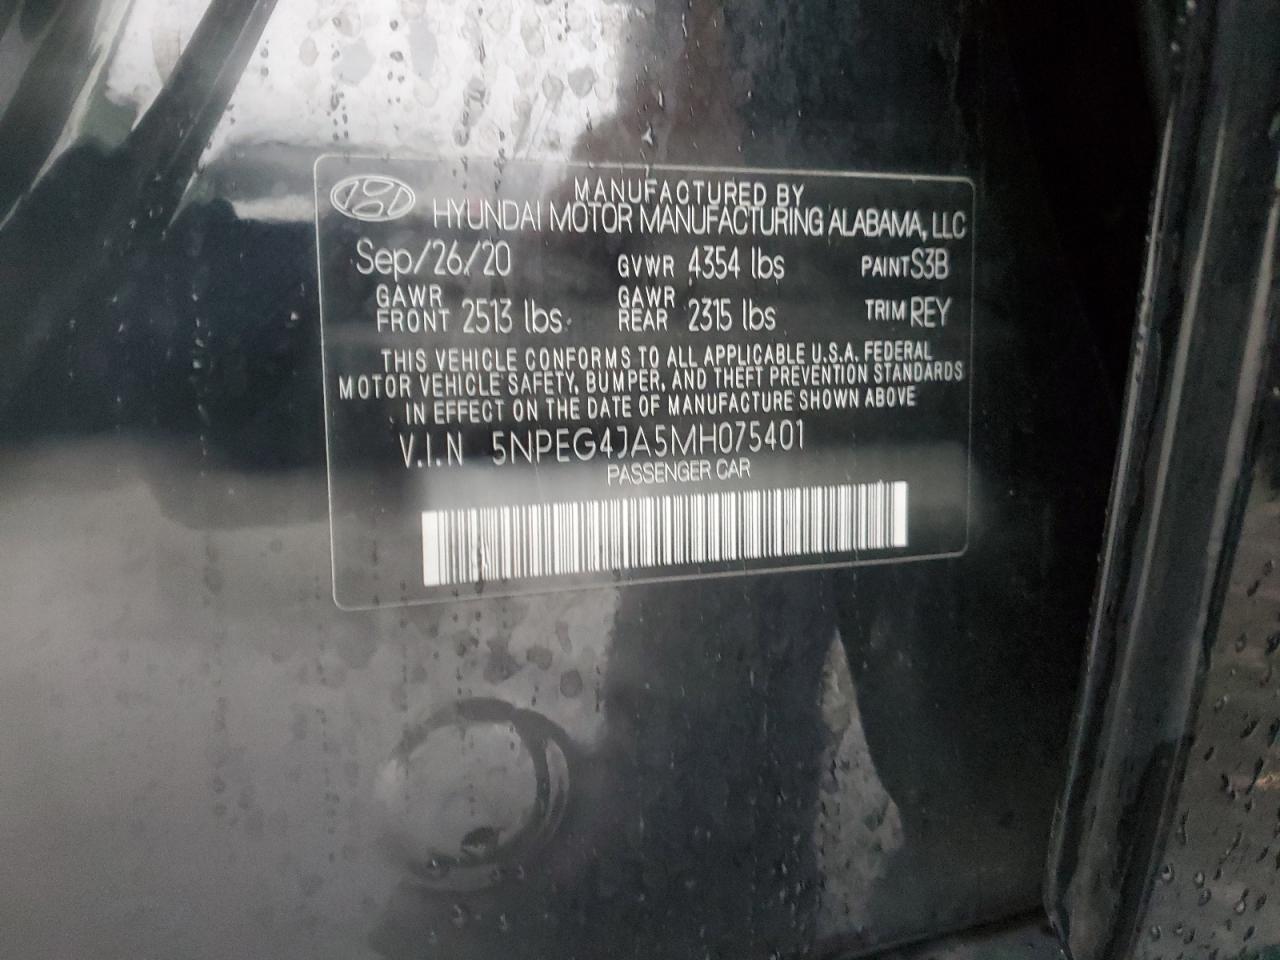 MANUFACTURED BY
HYUNDAI MOTOR MANUFACTURING ALABAMA, LLC
Sep/26/20 GVWR 4354 lbs PAINT S3B
GAWR FRONT 2513 lbs. GAWR REAR 2315 lbs TRIM REY
THIS VEHICLE CONFORMS TO ALL APPLICABLE U.S.A. FEDERAL
MOTOR VEHICLE SAFETY, BUMPER, AND THEFT PREVENTION STANDARDS
IN EFFECT ON THE DATE OF MANUFACTURE SHOWN ABOVE
V.I.N 5NPEG4JA5MH075401
PASSENGER CAR